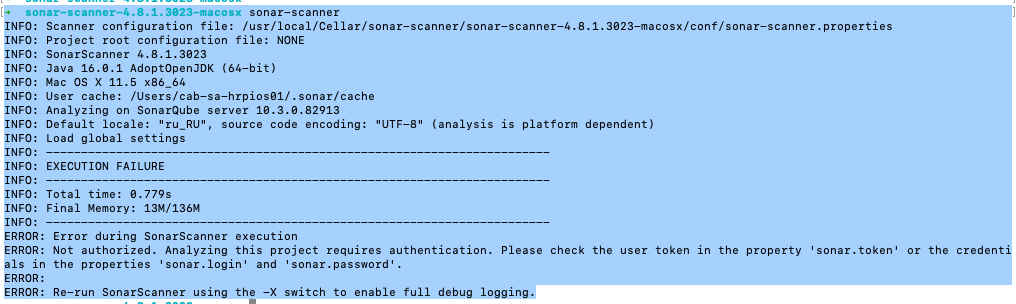 → sonar-scanner-4.8.1.3023-macosx sonar-scanner
INFO: Scanner configuration file: /usr/local/Cellar/sonar-scanner/sonar-scanner-4.8.1.3023-macosx/conf/sonar-scanner.properties
INFO: Project root configuration file: NONE
INFO: SonarScanner 4.8.1.3023
INFO: Java 16.0.1 AdoptOpenJDK (64-bit)
INFO: Mac OS X 11.5 x86_64
INFO: User cache: /Users/cab-sa-hrpios01/.sonar/cache
INFO: Analyzing on SonarQube server 10.3.0.82913
INFO: Default locale: "ru_RU", source code encoding: "UTF-8" (analysis is platform dependent)
INFO: Load global settings
INFO: ------------------------------------------------------------------------
INFO: EXECUTION FAILURE
INFO: ------------------------------------------------------------------------
INFO: Total time: 0.779s
INFO: Final Memory: 13M/136M
INFO: ------------------------------------------------------------------------
ERROR: Error during SonarScanner execution
ERROR: Not authorized. Analyzing this project requires authentication. Please check the user token in the property 'sonar.token' or the credenti
als in the properties 'sonar.login' and 'sonar.password'.
ERROR:
ERROR: Re-run SonarScanner using the -X switch to enable full debug logging.